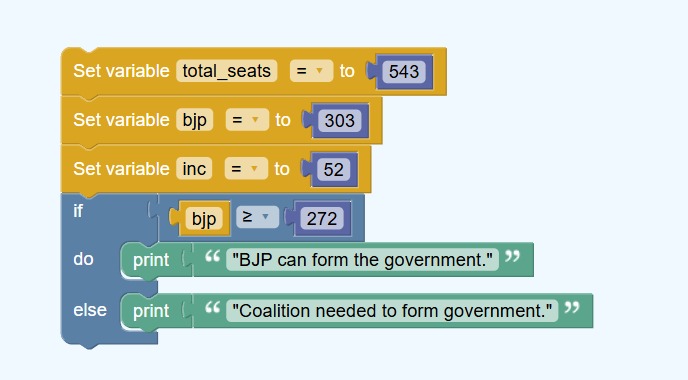 Set variable total_seats = to 543
Set variable bjp = to 303
Set variable inc = to 52
if bjp ≥ 272
do print “ "BJP can form the government." ”
else print “ "Coalition needed to form government." ”